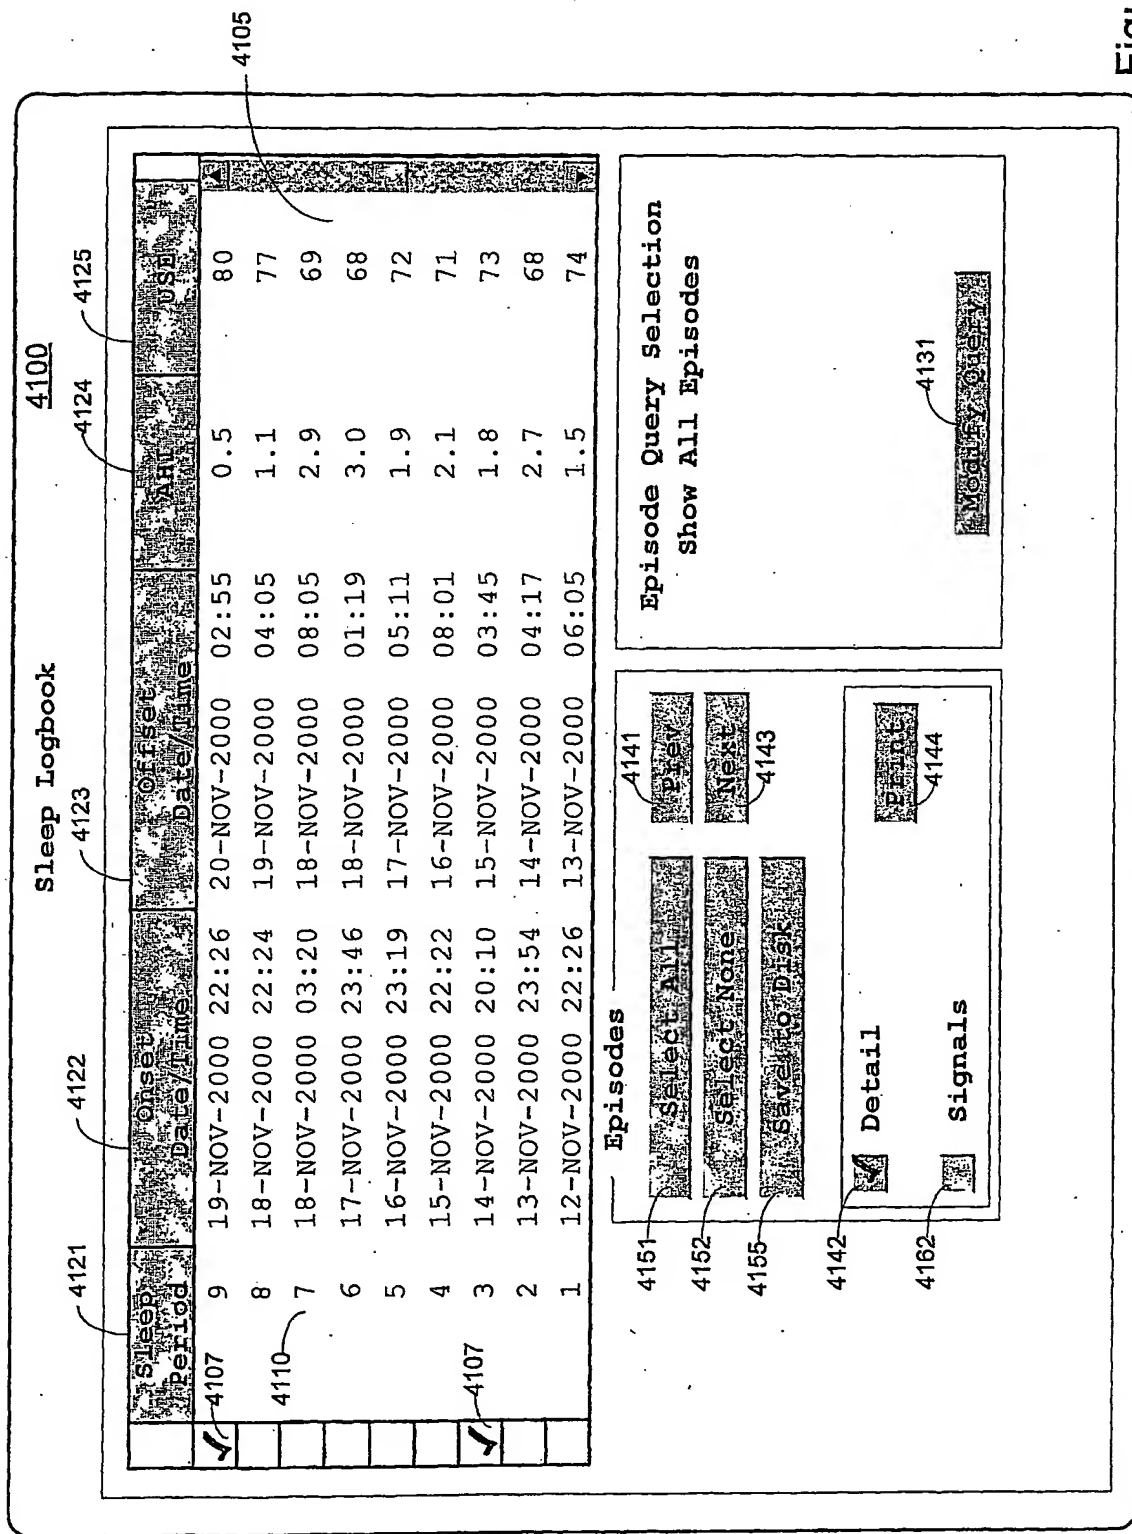 Sleep Logbook
4100
4121
4122
4123
4124
4125
Sleep Period
Onset Date/Time
Offset Date/Time
AHI
USE
9 19-NOV-2000 22:26 20-NOV-2000 02:55 0.5 80
8 18-NOV-2000 22:24 19-NOV-2000 04:05 1.1 77
7 18-NOV-2000 03:20 18-NOV-2000 08:05 2.9 69
6 17-NOV-2000 23:46 18-NOV-2000 01:19 3.0 68
5 16-NOV-2000 23:19 17-NOV-2000 05:11 1.9 72
4 15-NOV-2000 22:22 16-NOV-2000 08:01 2.1 71
3 14-NOV-2000 20:10 15-NOV-2000 03:45 1.8 73
2 13-NOV-2000 23:54 14-NOV-2000 04:17 2.7 68
1 12-NOV-2000 22:26 13-NOV-2000 06:05 1.5 74
4107
4110
4107
4105
Episodes
4151
Select All
4141
Prev
4152
Select None
Next
4143
4155
Save to Disk
4142
Detail
Print
4144
4162
Signals
Episode Query Selection
Show All Episodes
4131
Modify Query